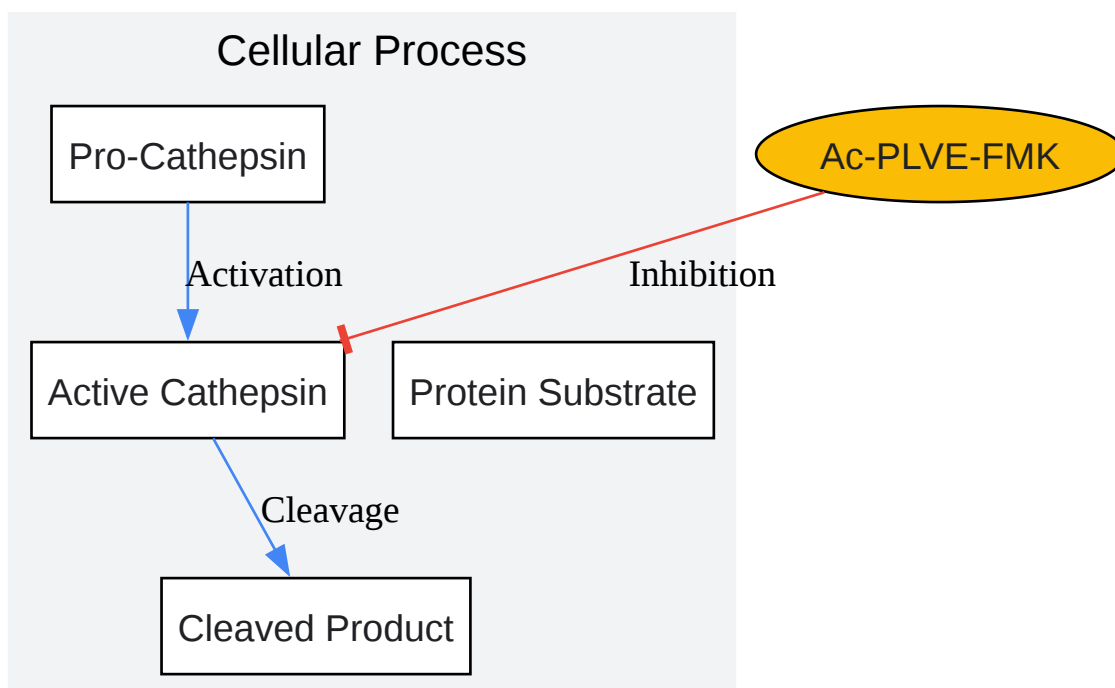 Cellular Process
Pro-Cathepsin
Ac-PLVE-FMK
Activation
Inhibition
Active Cathepsin
Protein Substrate
Cleavage
Cleaved Product